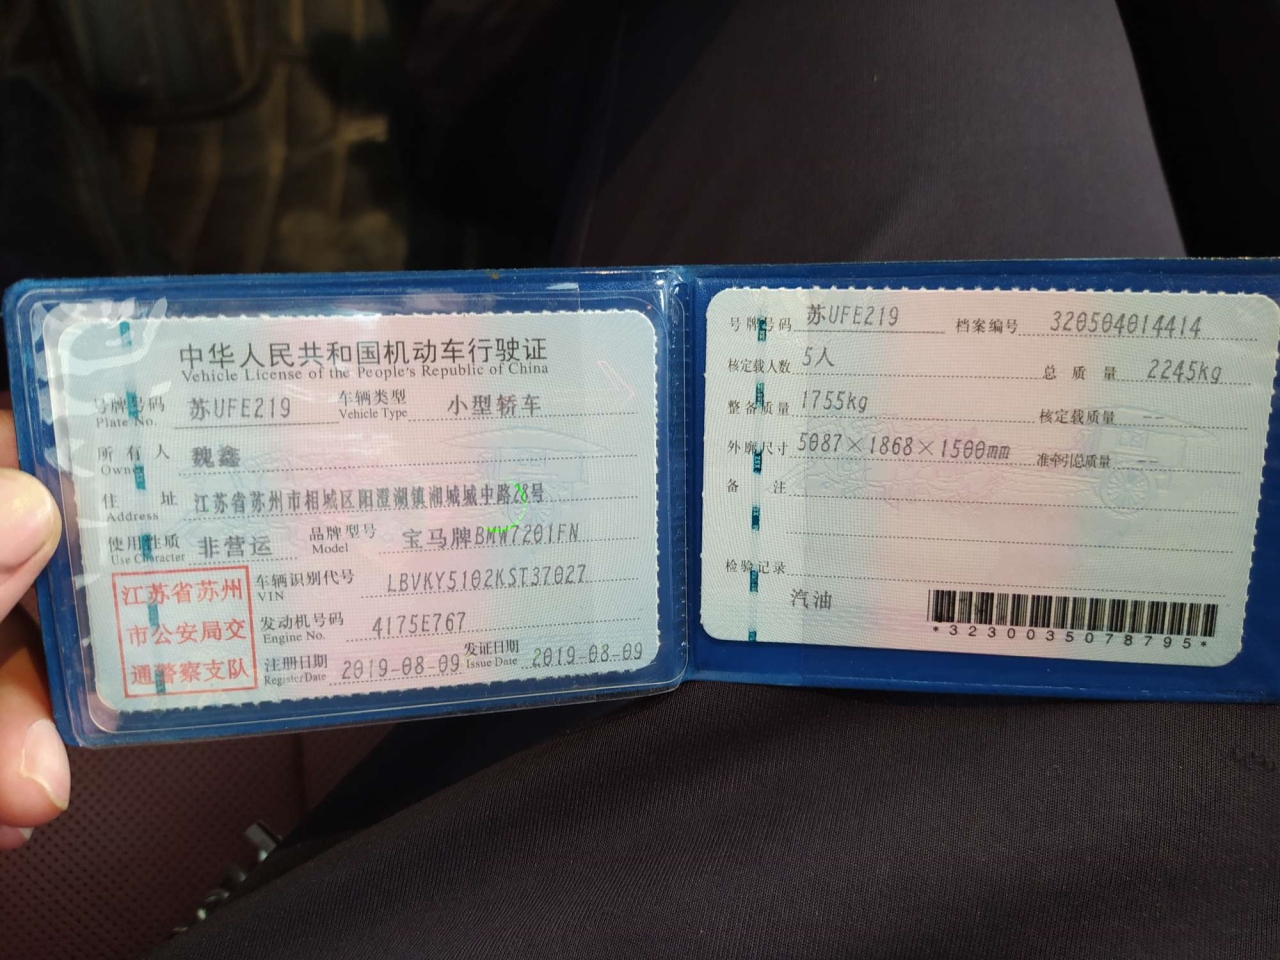 中华人民共和国机动车行驶证
Vehicle License of the People's Republic of China
号牌号码 Plate No. 苏UFE219 车辆类型 Vehicle Type 小型轿车
所有人 Owner 魏鑫
住址 Address 江苏省苏州市相城区阳澄湖镇湘城城中路28号
使用性质 Use Character 非营运 品牌型号 Model 宝马牌BMW7201FN
江苏省苏州
市公安局交
通警察支队
车辆识别代号 VIN LBVKY5102KST37027
发动机号码 Engine No. 4175E767
注册日期 Register Date 2019-08-09 发证日期 Issue Date 2019-08-09
号牌号码 苏UFE219 档案编号 320504014414
核定载人数 5人 总质量 2245kg
整备质量 1755kg 核定载质量 --
外廓尺寸 5087×1868×1500mm 准牵引总质量 --
备注
检验记录
汽油
*3230035078795*